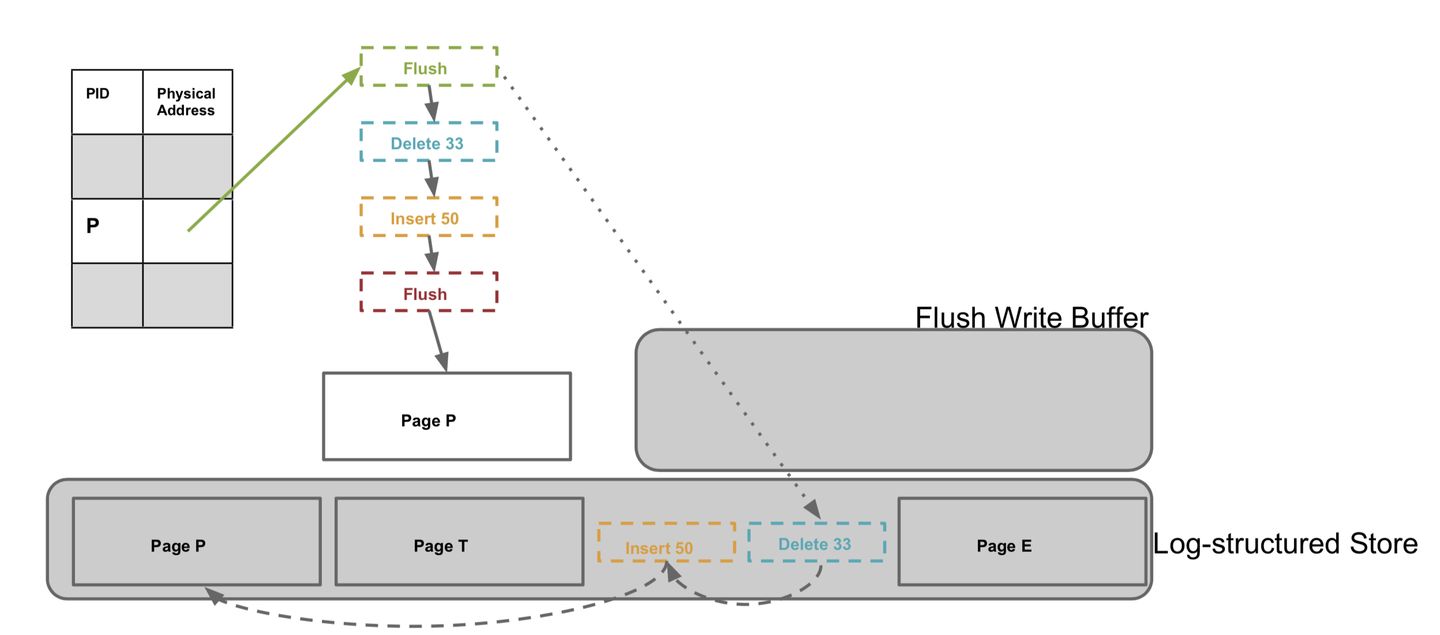 PID
Physical
Address
P
Flush
Delete 33
Insert 50
Flush
Page P
Flush Write Buffer
Page P
Page T
Insert 50
Delete 33
Page E
Log-structured Store